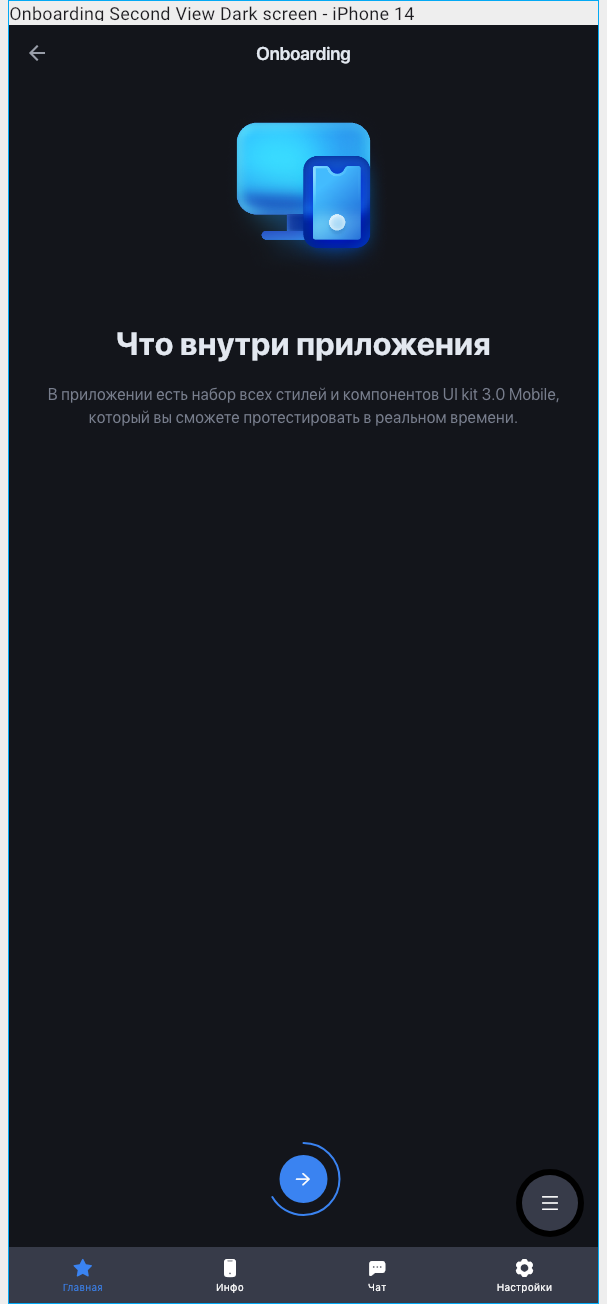 Onboarding Second View Dark screen - iPhone 14
Onboarding
Что внутри приложения
В приложении есть набор всех стилей и компонентов UI kit 3.0 Mobile,
который вы сможете протестировать в реальном времени.
Главная
Инфо
Чат
Настройки